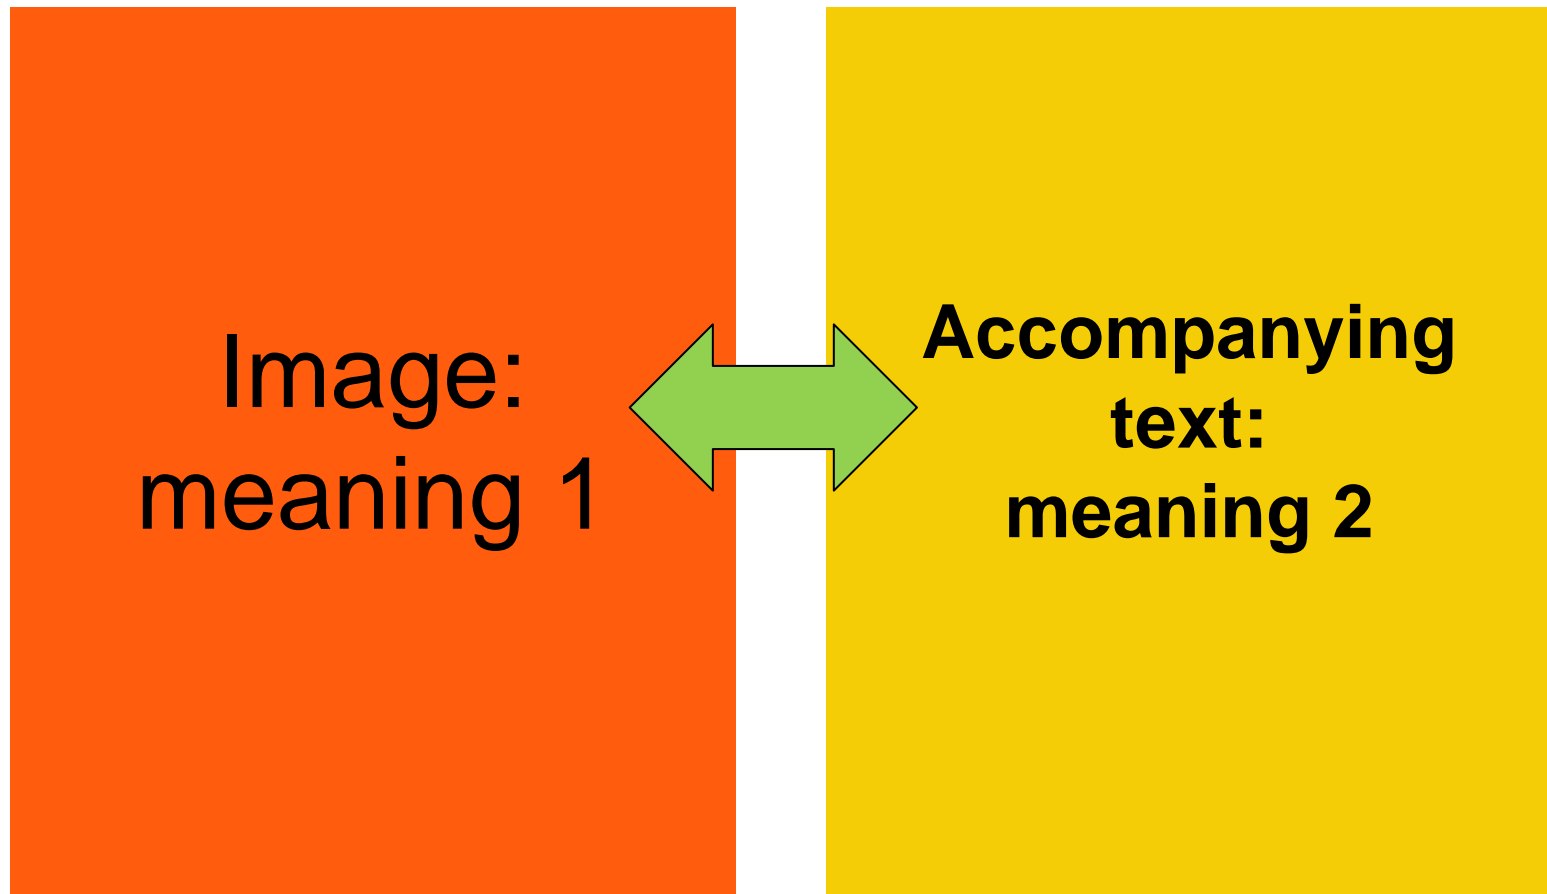 Image:
meaning 1
Accompanying
text:
meaning 2